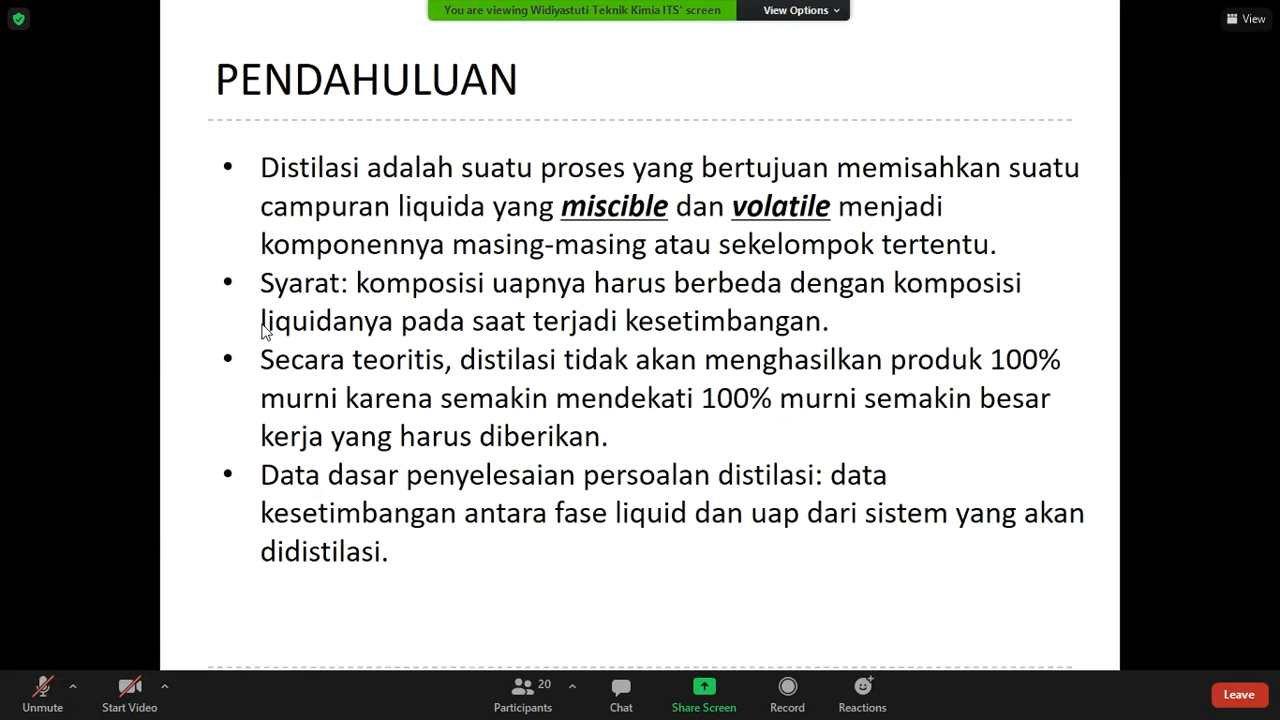 You are viewing Widiyastuti Teknik Kimia ITS' screen
View Options
View
PENDAHULUAN
• Distilasi adalah suatu proses yang bertujuan memisahkan suatu
campuran liquida yang miscible dan volatile menjadi
komponennya masing-masing atau sekelompok tertentu.
• Syarat: komposisi uapnya harus berbeda dengan komposisi
liquidanya pada saat terjadi kesetimbangan.
• Secara teoritis, distilasi tidak akan menghasilkan produk 100%
murni karena semakin mendekati 100% murni semakin besar
kerja yang harus diberikan.
• Data dasar penyelesaian persoalan distilasi: data
kesetimbangan antara fase liquid dan uap dari sistem yang akan
didistilasi.
Unmute
Start Video
20
Participants
Chat
Share Screen
Record
Reactions
Leave